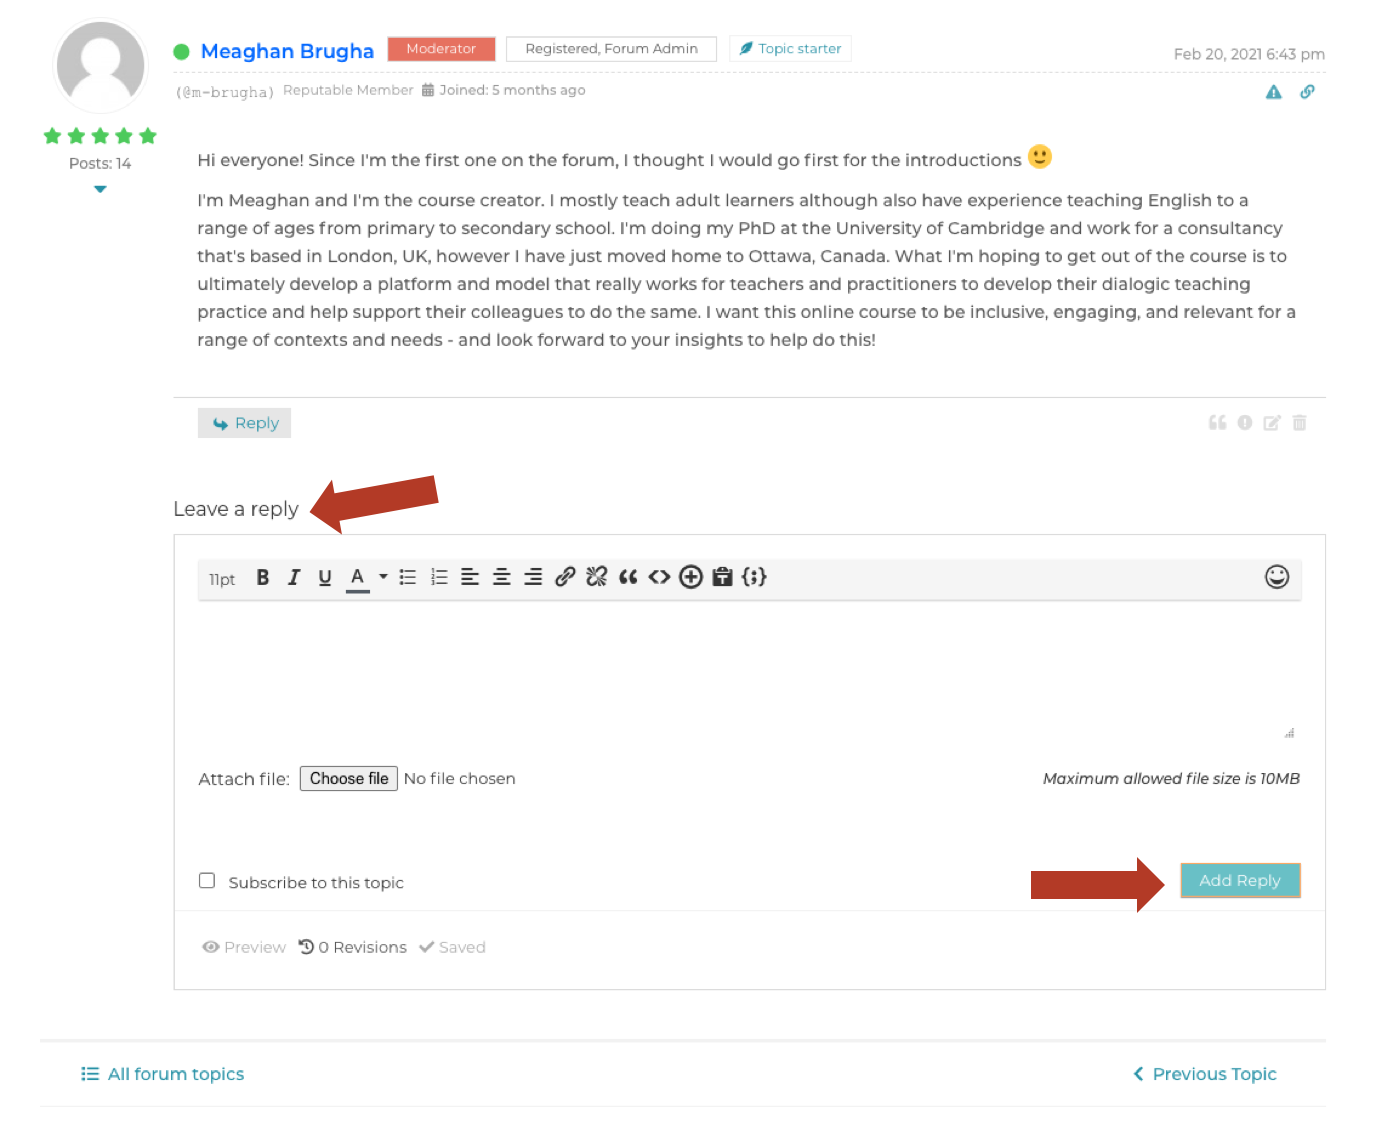 Meaghan Brugha Moderator Registered, Forum Admin Topic starter Feb 20, 2021 6:43 pm
(@m-brugha) Reputable Member Joined: 5 months ago
Posts: 14
Hi everyone! Since I'm the first one on the forum, I thought I would go first for the introductions 🙂
I'm Meaghan and I'm the course creator. I mostly teach adult learners although also have experience teaching English to a
range of ages from primary to secondary school. I'm doing my PhD at the University of Cambridge and work for a consultancy
that's based in London, UK, however I have just moved home to Ottawa, Canada. What I'm hoping to get out of the course is to
ultimately develop a platform and model that really works for teachers and practitioners to develop their dialogic teaching
practice and help support their colleagues to do the same. I want this online course to be inclusive, engaging, and relevant for a
range of contexts and needs - and look forward to your insights to help do this!
Reply
Leave a reply
11pt B I U A
Attach file: Choose file No file chosen Maximum allowed file size is 10MB
Subscribe to this topic Add Reply
Preview 0 Revisions Saved
All forum topics Previous Topic